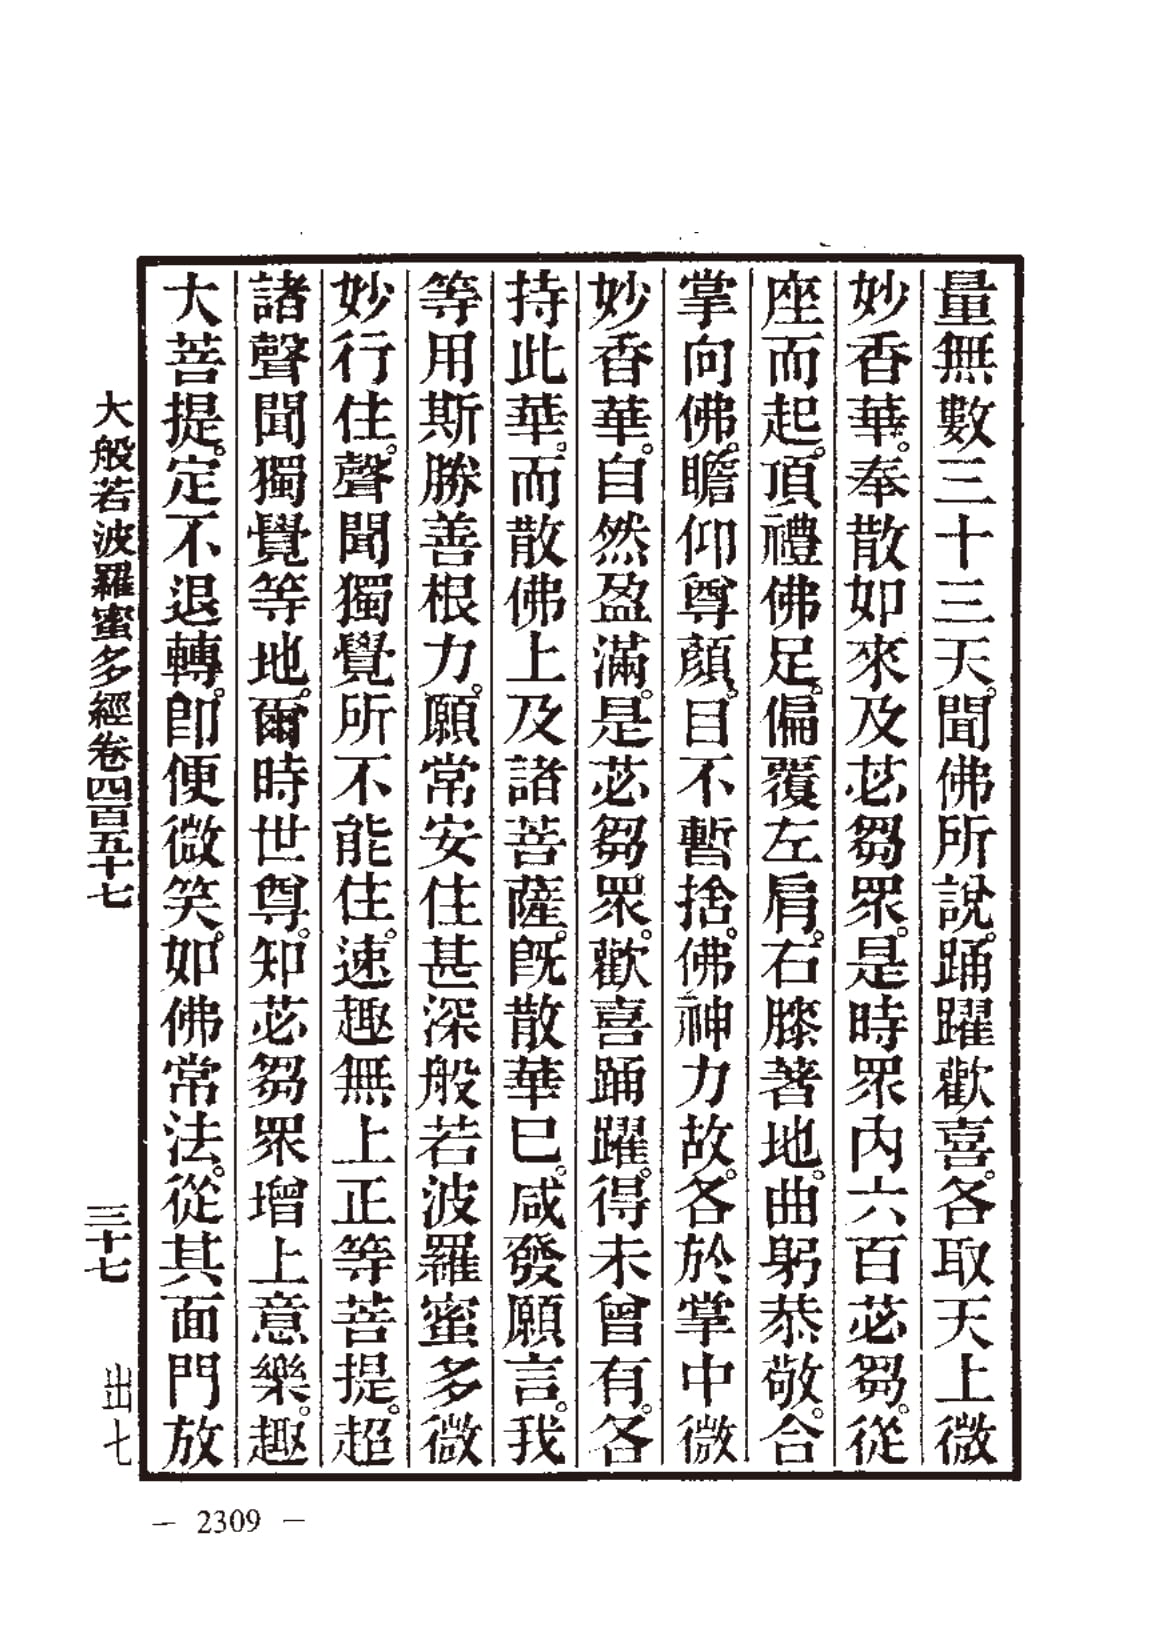 量無數三十三天。聞佛所說。踊躍歡喜。各取天上微
妙香華。奉散如來及苾芻眾。是時眾內六百苾芻。從
座而起。頂禮佛足。偏覆左肩。右膝著地。曲躬恭敬。合
掌向佛。瞻仰尊顏。目不暫捨。佛神力故。各於掌中微
妙香華。自然盈滿。是苾芻眾。歡喜踊躍。得未曾有。各
持此華。而散佛上及諸菩薩。既散華已。咸發願言。我
等用斯勝善根力。願常安住甚深般若波羅蜜多微
妙行住。聲聞獨覺所不能住。速趣無上正等菩提。超
諸聲聞獨覺等地。爾時世尊。知苾芻眾增上意樂。趣
大菩提。定不退轉。即便微笑。如佛常法。從其面門放
大般若波羅蜜多經卷四百五十七 三十七 出七
— 2309 —